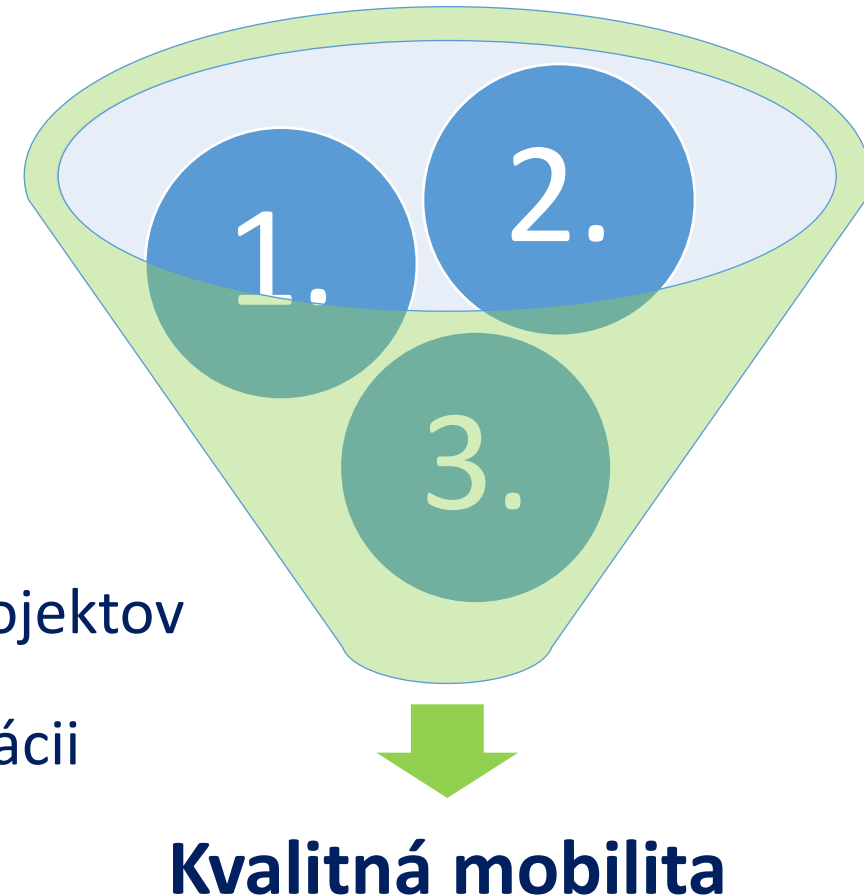 1.
2.
3.
ojektov
ácii
Kvalitná mobilita